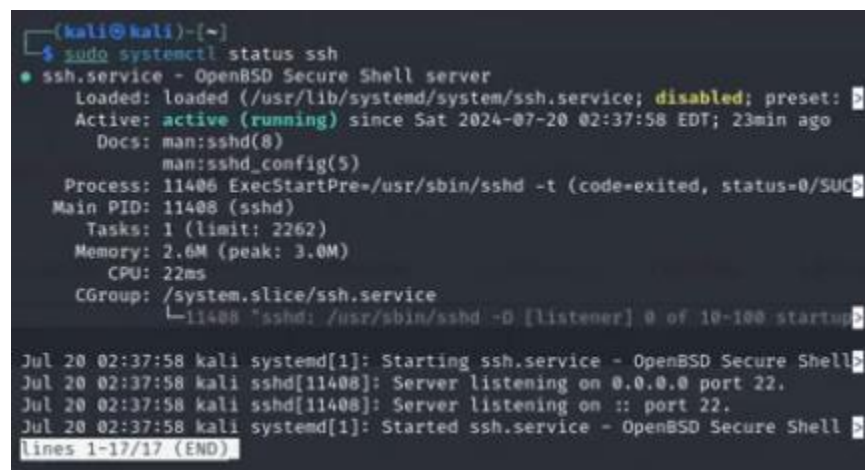 ┌──(kali㉿kali)-[~]
└─$ sudo systemctl status ssh
● ssh.service - OpenBSD Secure Shell server
     Loaded: loaded (/usr/lib/systemd/system/ssh.service; disabled; preset: >
     Active: active (running) since Sat 2024-07-20 02:37:58 EDT; 23min ago
       Docs: man:sshd(8)
             man:sshd_config(5)
    Process: 11406 ExecStartPre=/usr/sbin/sshd -t (code=exited, status=0/SUC>
   Main PID: 11408 (sshd)
      Tasks: 1 (limit: 2262)
     Memory: 2.6M (peak: 3.0M)
        CPU: 22ms
     CGroup: /system.slice/ssh.service
             └─11408 "sshd: /usr/sbin/sshd -D [listener] 0 of 10-100 startup>
Jul 20 02:37:58 kali systemd[1]: Starting ssh.service - OpenBSD Secure Shell>
Jul 20 02:37:58 kali sshd[11408]: Server listening on 0.0.0.0 port 22.
Jul 20 02:37:58 kali sshd[11408]: Server listening on :: port 22.
Jul 20 02:37:58 kali systemd[1]: Started ssh.service - OpenBSD Secure Shell >
lines 1-17/17 (END)